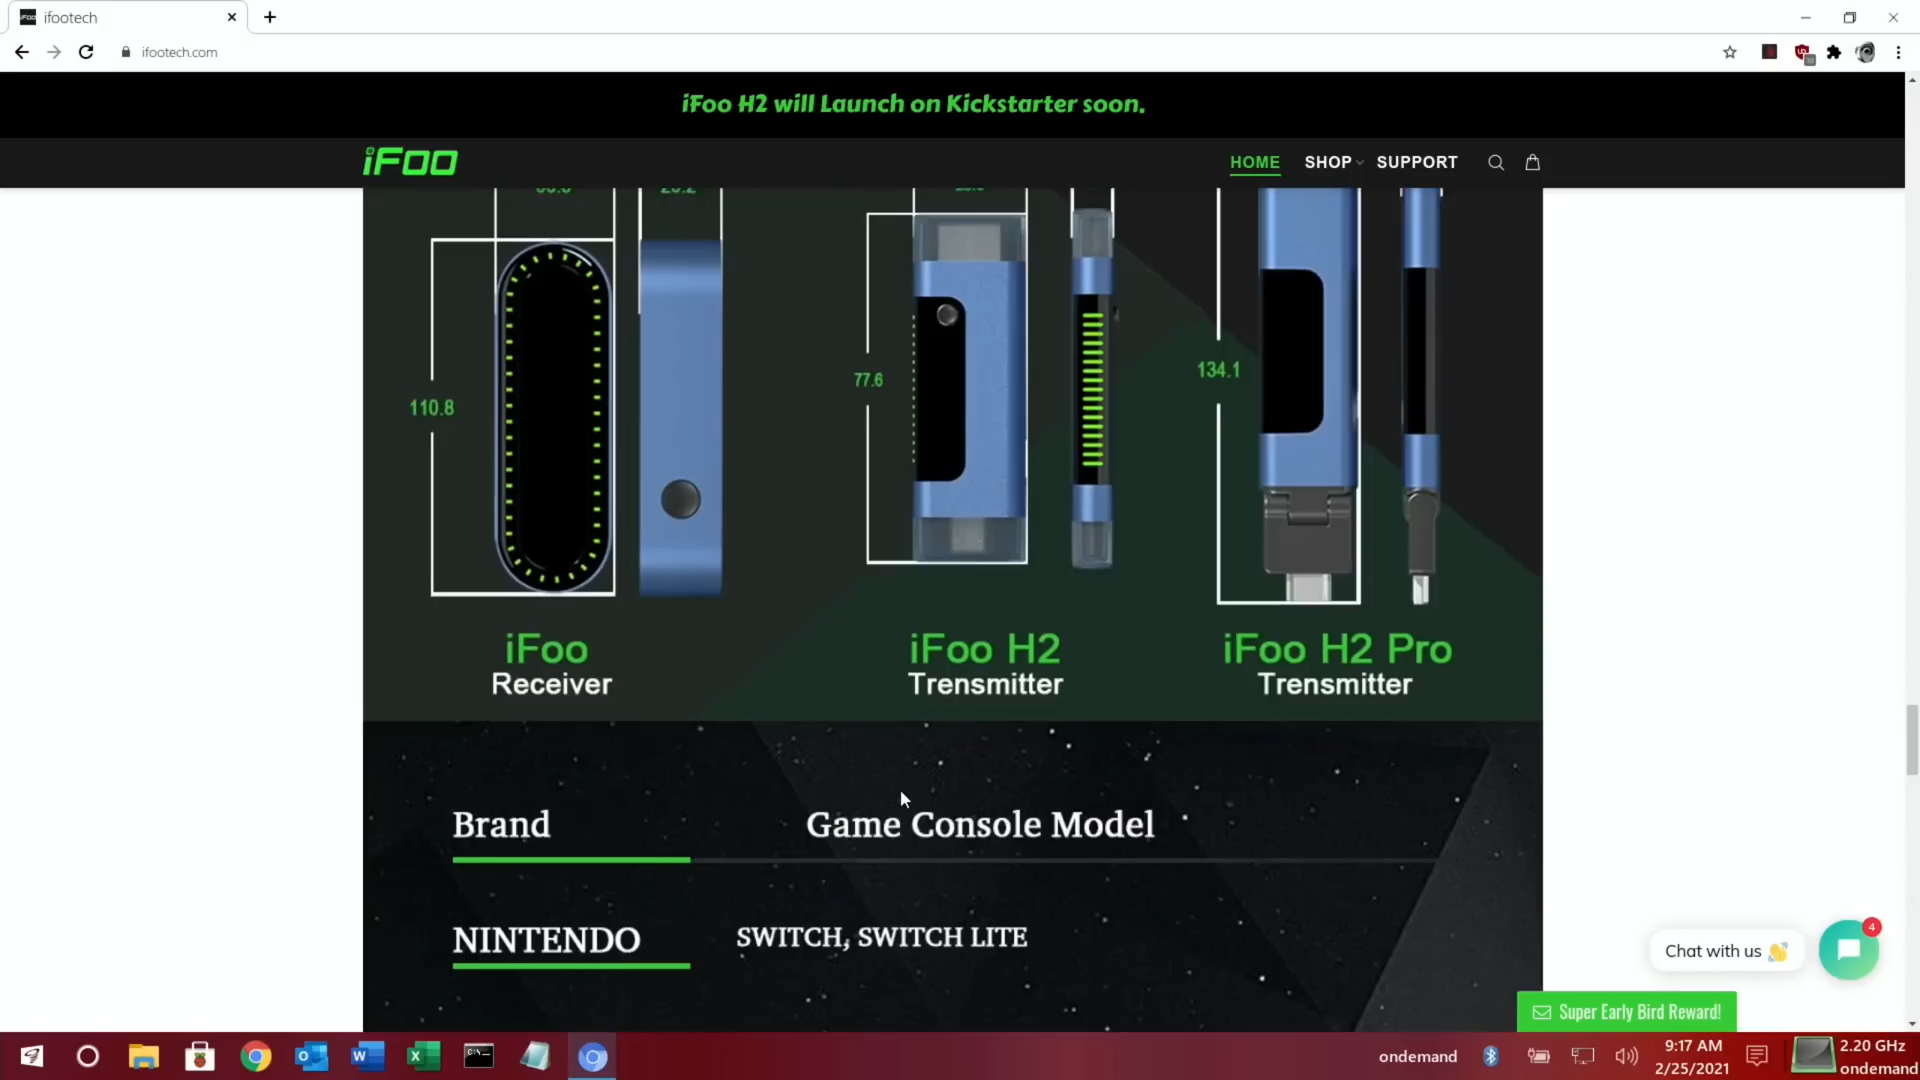 ifootech
ifootech.com
iFoo H2 will Launch on Kickstarter soon.
iFoo
HOME SHOP SUPPORT
110.8
77.6
134.1
iFoo
Receiver
iFoo H2
Trensmitter
iFoo H2 Pro
Trensmitter
Brand
Game Console Model
NINTENDO
SWITCH, SWITCH LITE
4
Chat with us 👋
Super Early Bird Reward!
ondemand
9:17 AM
2/25/2021
2.20 GHz
ondemand